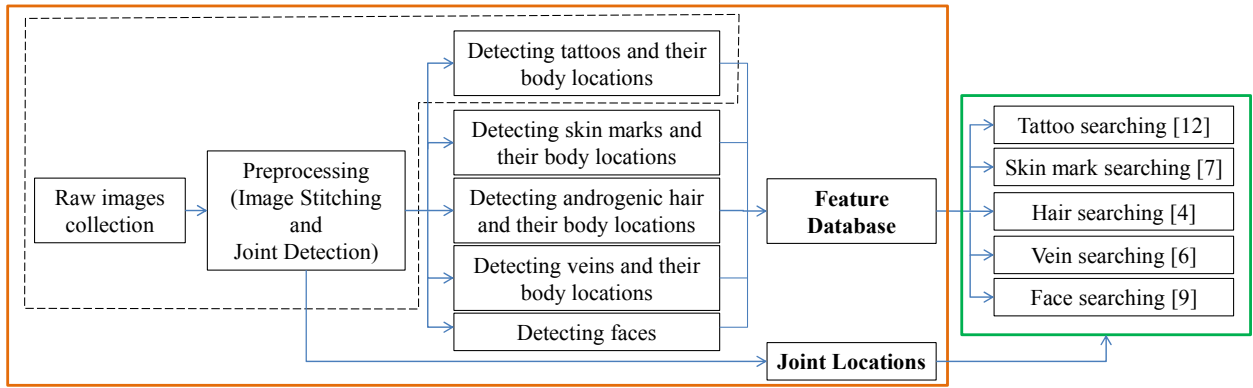 Raw images
collection
Preprocessing
(Image Stitching
and
Joint Detection)
Detecting tattoos and their
body locations
Detecting skin marks and
their body locations
Detecting androgenic hair
and their body locations
Detecting veins and their
body locations
Detecting faces
Feature
Database
Joint Locations
Tattoo searching [12]
Skin mark searching [7]
Hair searching [4]
Vein searching [6]
Face searching [9]